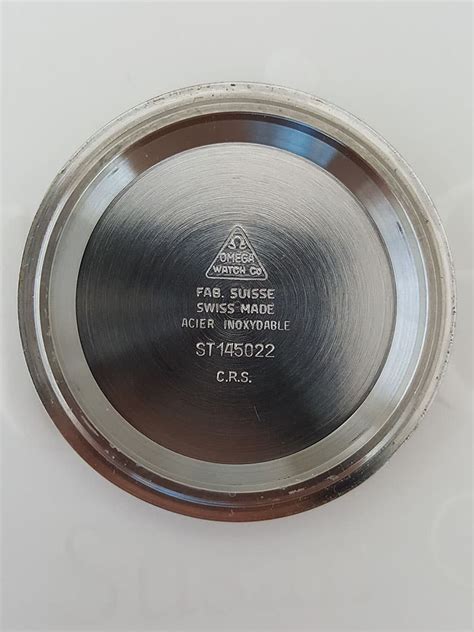 Ω
OMEGA
WATCH CO
FAB. SUISSE
SWISS MADE
ACIER INOXYDABLE
ST145022
C.R.S.